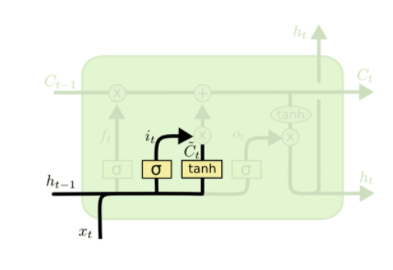 h_t
C_{t-1} × + C_t
tanh
f_t i_t × o_t ×
C̃_t
σ σ tanh σ
h_{t-1} h_t
x_t